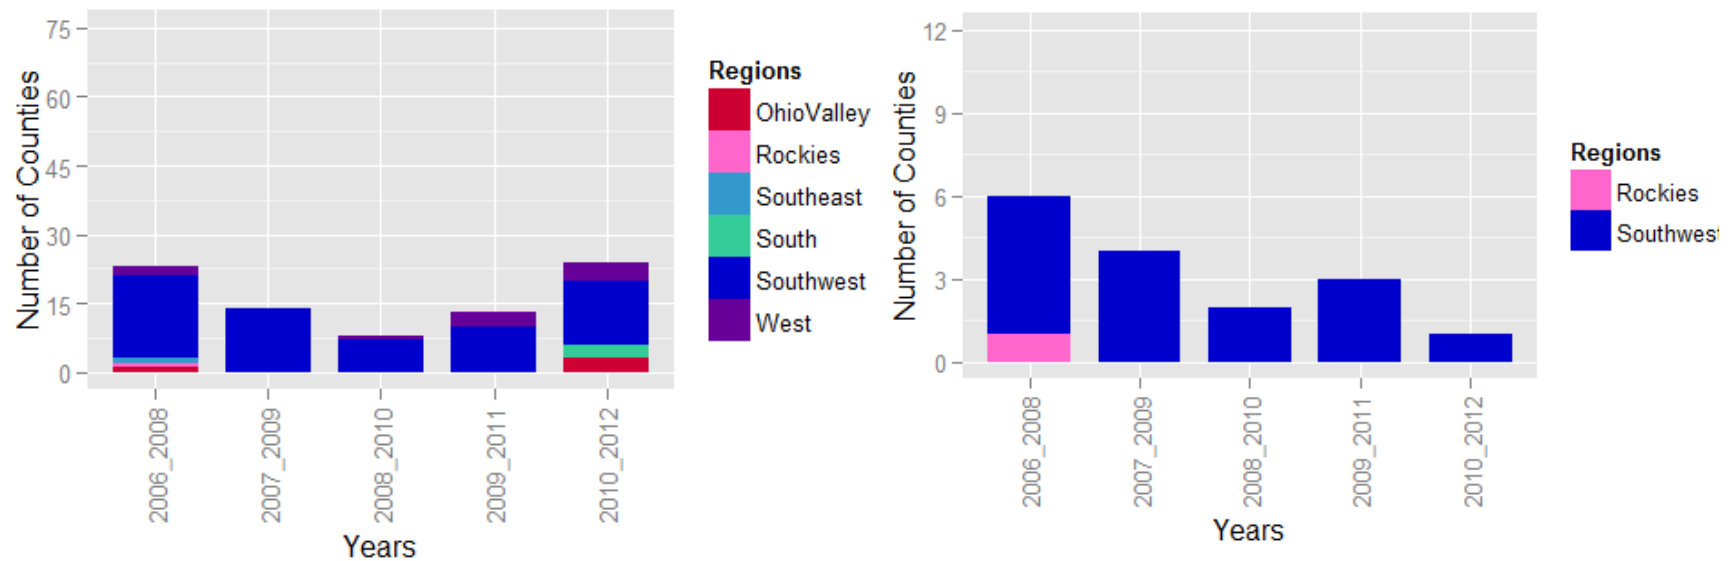 Number of Counties
75
60
45
30
15
0
2006_2008
2007_2009
2008_2010
2009_2011
2010_2012
Years
Regions
OhioValley
Rockies
Southeast
South
Southwest
West
Number of Counties
12
9
6
3
0
2006_2008
2007_2009
2008_2010
2009_2011
2010_2012
Years
Regions
Rockies
Southwest